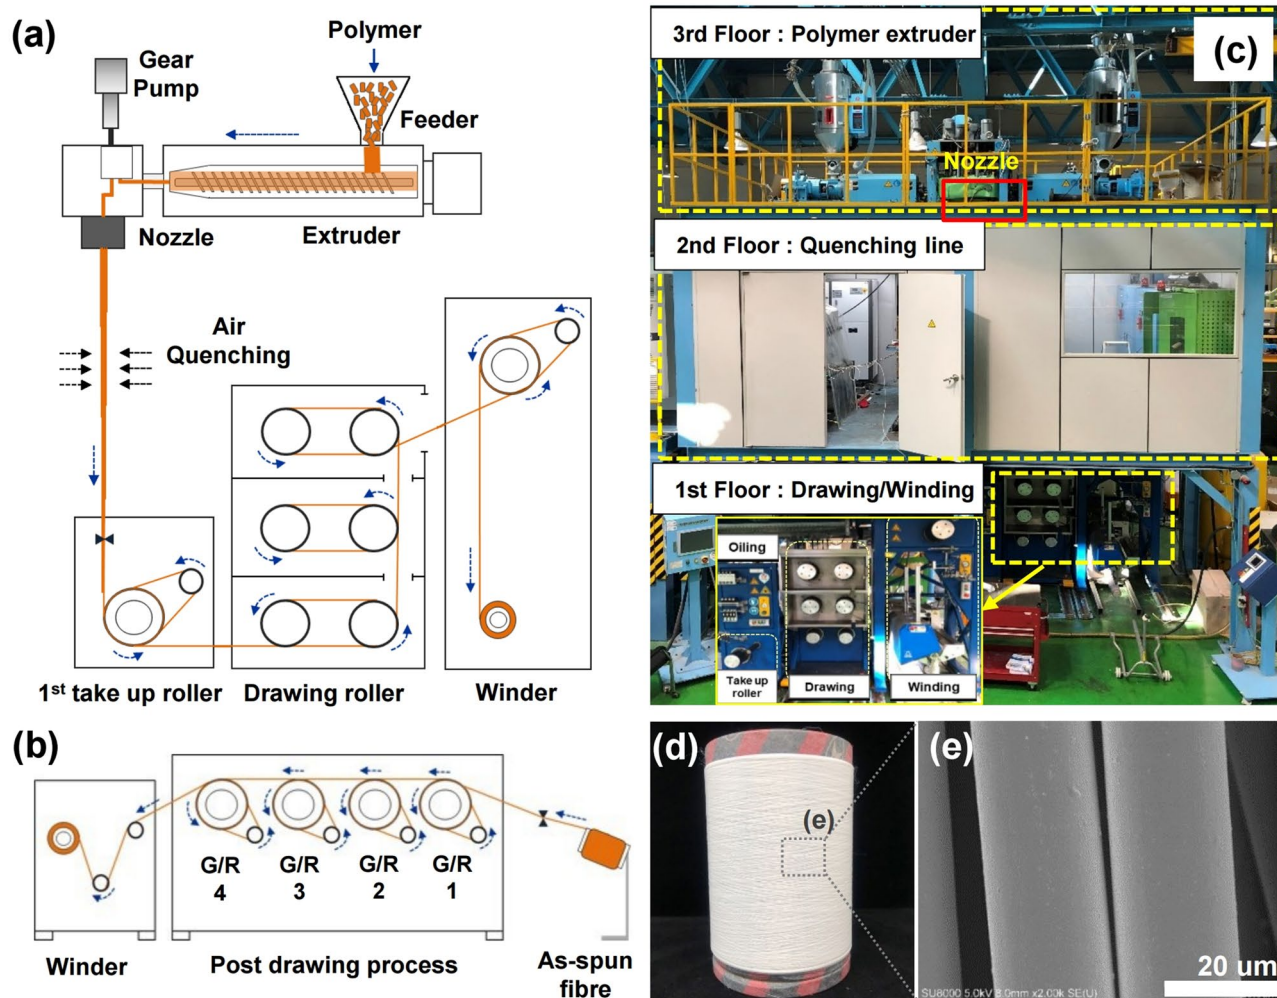 (a)
Polymer
Gear
Pump
Feeder
Nozzle
Extruder
Air
Quenching
1st take up roller
Drawing roller
Winder
(b)
G/R
4
G/R
3
G/R
2
G/R
1
Winder
Post drawing process
As-spun
fibre
(c)
3rd Floor : Polymer extruder
Nozzle
2nd Floor : Quenching line
1st Floor : Drawing/Winding
Oiling
Take up
roller
Drawing
Winding
(d)
(e)
(e)
20 um
SU8000 5.0kV 8.0mm x2.00k SE(U)